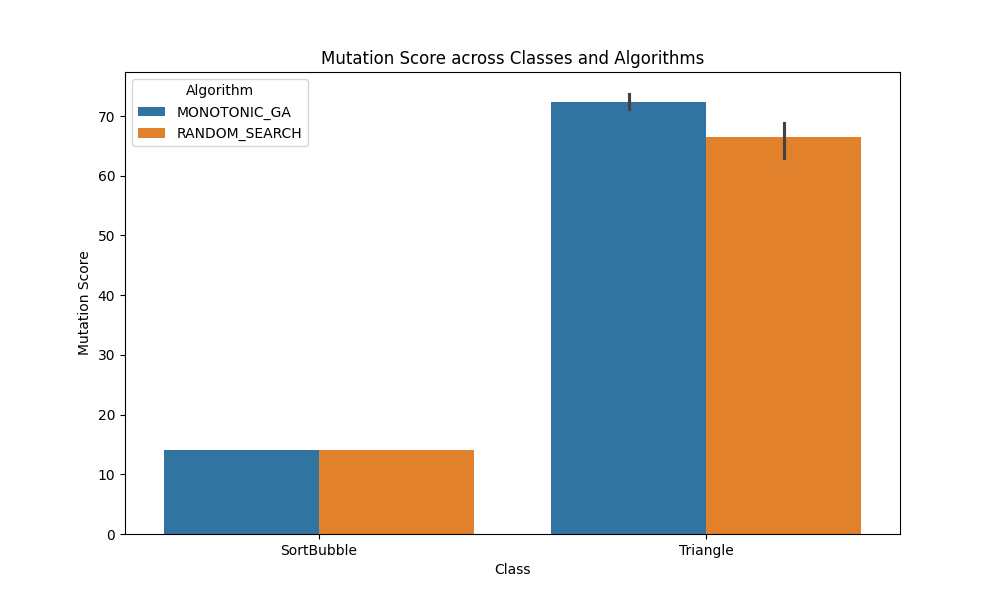 Mutation Score across Classes and Algorithms
Algorithm
MONOTONIC_GA
RANDOM_SEARCH
Mutation Score
70
60
50
40
30
20
10
0
SortBubble
Triangle
Class